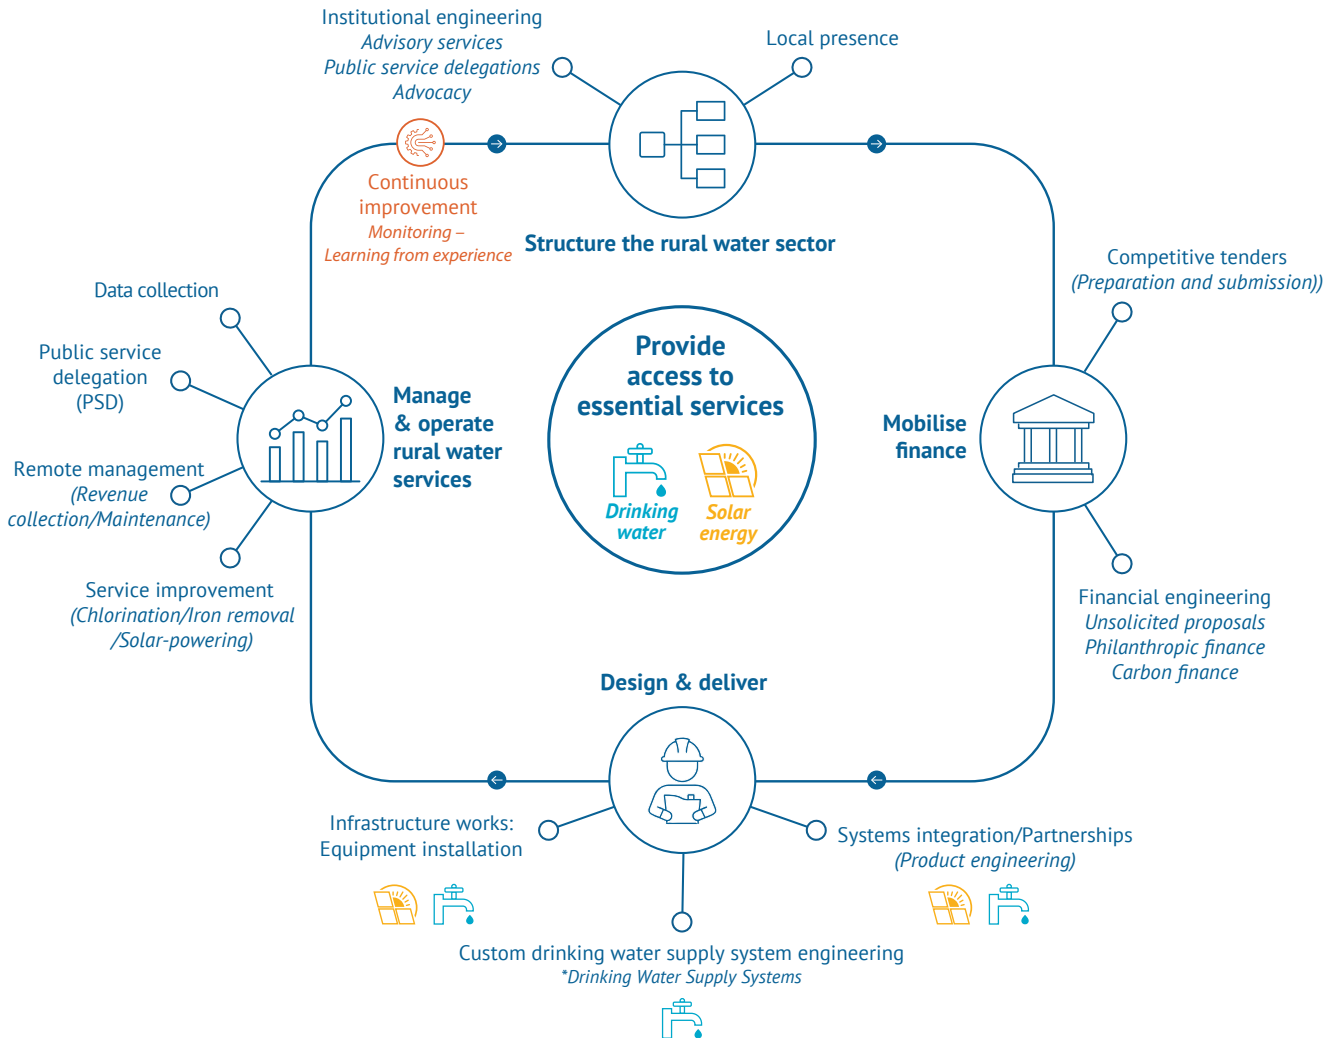 Institutional engineering
Advisory services
Public service delegations
Advocacy
Local presence
Continuous
improvement
Monitoring –
Learning from experience
Structure the rural water sector
Competitive tenders
(Preparation and submission))
Data collection
Public service
delegation
(PSD)
Remote management
(Revenue
collection/Maintenance)
Service improvement
(Chlorination/Iron removal
/Solar-powering)
Manage
& operate
rural water
services
Provide
access to
essential services
Drinking
water
Solar
energy
Mobilise
finance
Financial engineering
Unsolicited proposals
Philanthropic finance
Carbon finance
Design & deliver
Infrastructure works:
Equipment installation
Systems integration/Partnerships
(Product engineering)
Custom drinking water supply system engineering
*Drinking Water Supply Systems